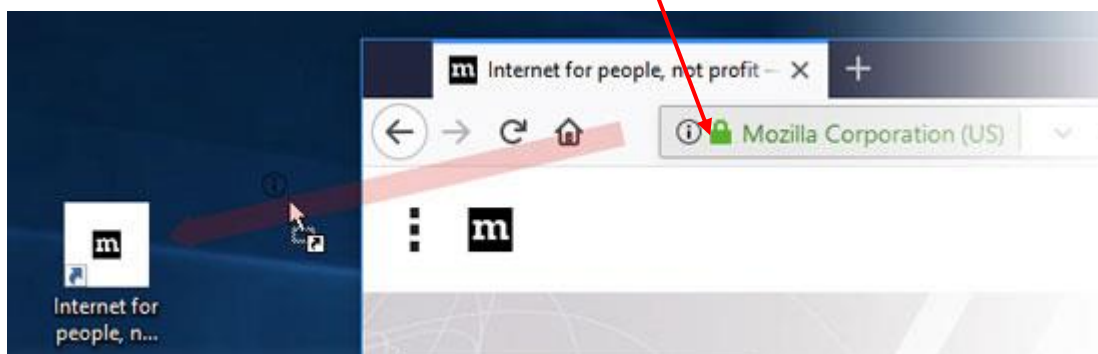 m Internet for people, not profit –
Mozilla Corporation (US)
m
m
Internet for
people, n...